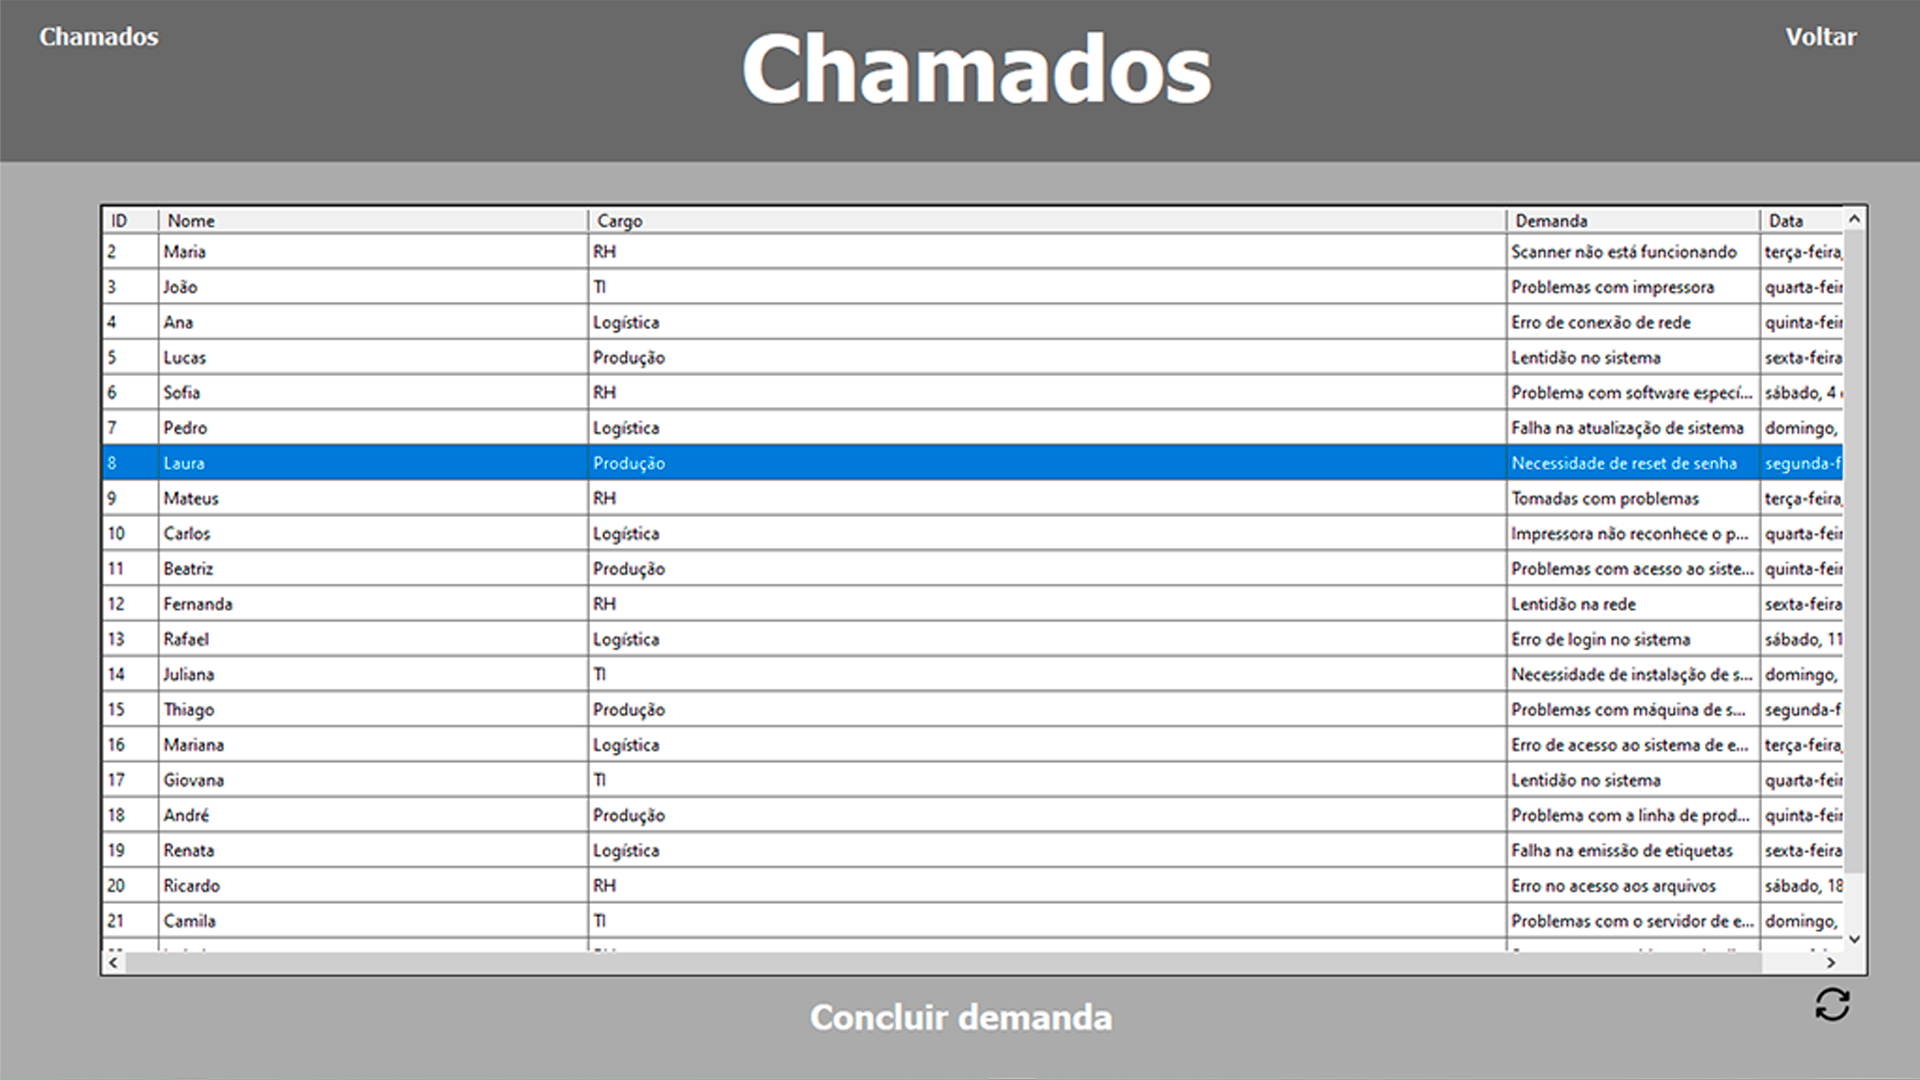 Chamados
Chamados
Voltar
ID Nome Cargo Demanda Data
2 Maria RH Scanner não está funcionando terça-feira,
3 João TI Problemas com impressora quarta-feir
4 Ana Logística Erro de conexão de rede quinta-feir
5 Lucas Produção Lentidão no sistema sexta-feira
6 Sofia RH Problema com software especí... sábado, 4
7 Pedro Logística Falha na atualização de sistema domingo,
8 Laura Produção Necessidade de reset de senha segunda-f
9 Mateus RH Tomadas com problemas terça-feira,
10 Carlos Logística Impressora não reconhece o p... quarta-feir
11 Beatriz Produção Problemas com acesso ao siste... quinta-feir
12 Fernanda RH Lentidão na rede sexta-feira
13 Rafael Logística Erro de login no sistema sábado, 11
14 Juliana TI Necessidade de instalação de s... domingo,
15 Thiago Produção Problemas com máquina de s... segunda-f
16 Mariana Logística Erro de acesso ao sistema de e... terça-feira,
17 Giovana TI Lentidão no sistema quarta-feir
18 André Produção Problema com a linha de prod... quinta-feir
19 Renata Logística Falha na emissão de etiquetas sexta-feira
20 Ricardo RH Erro no acesso aos arquivos sábado, 18
21 Camila TI Problemas com o servidor de e... domingo,
Concluir demanda